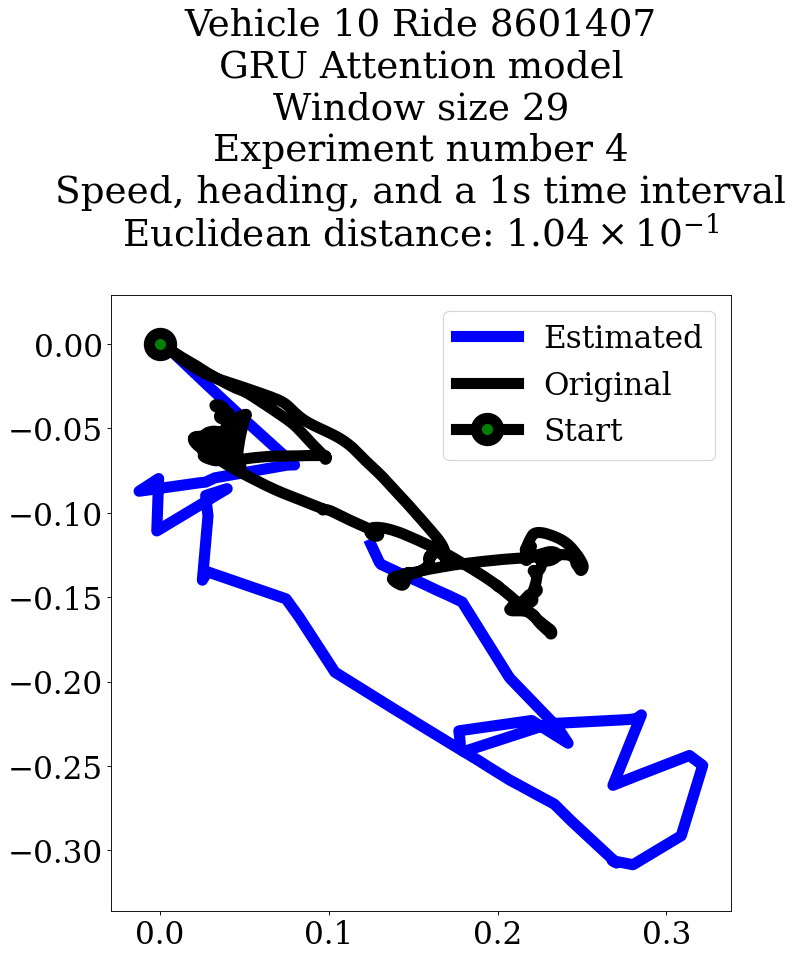 Vehicle 10 Ride 8601407
GRU Attention model
Window size 29
Experiment number 4
Speed, heading, and a 1s time interval
Euclidean distance: 1.04 × 10⁻¹
Estimated
Original
Start
0.00
−0.05
−0.10
−0.15
−0.20
−0.25
−0.30
0.0 0.1 0.2 0.3